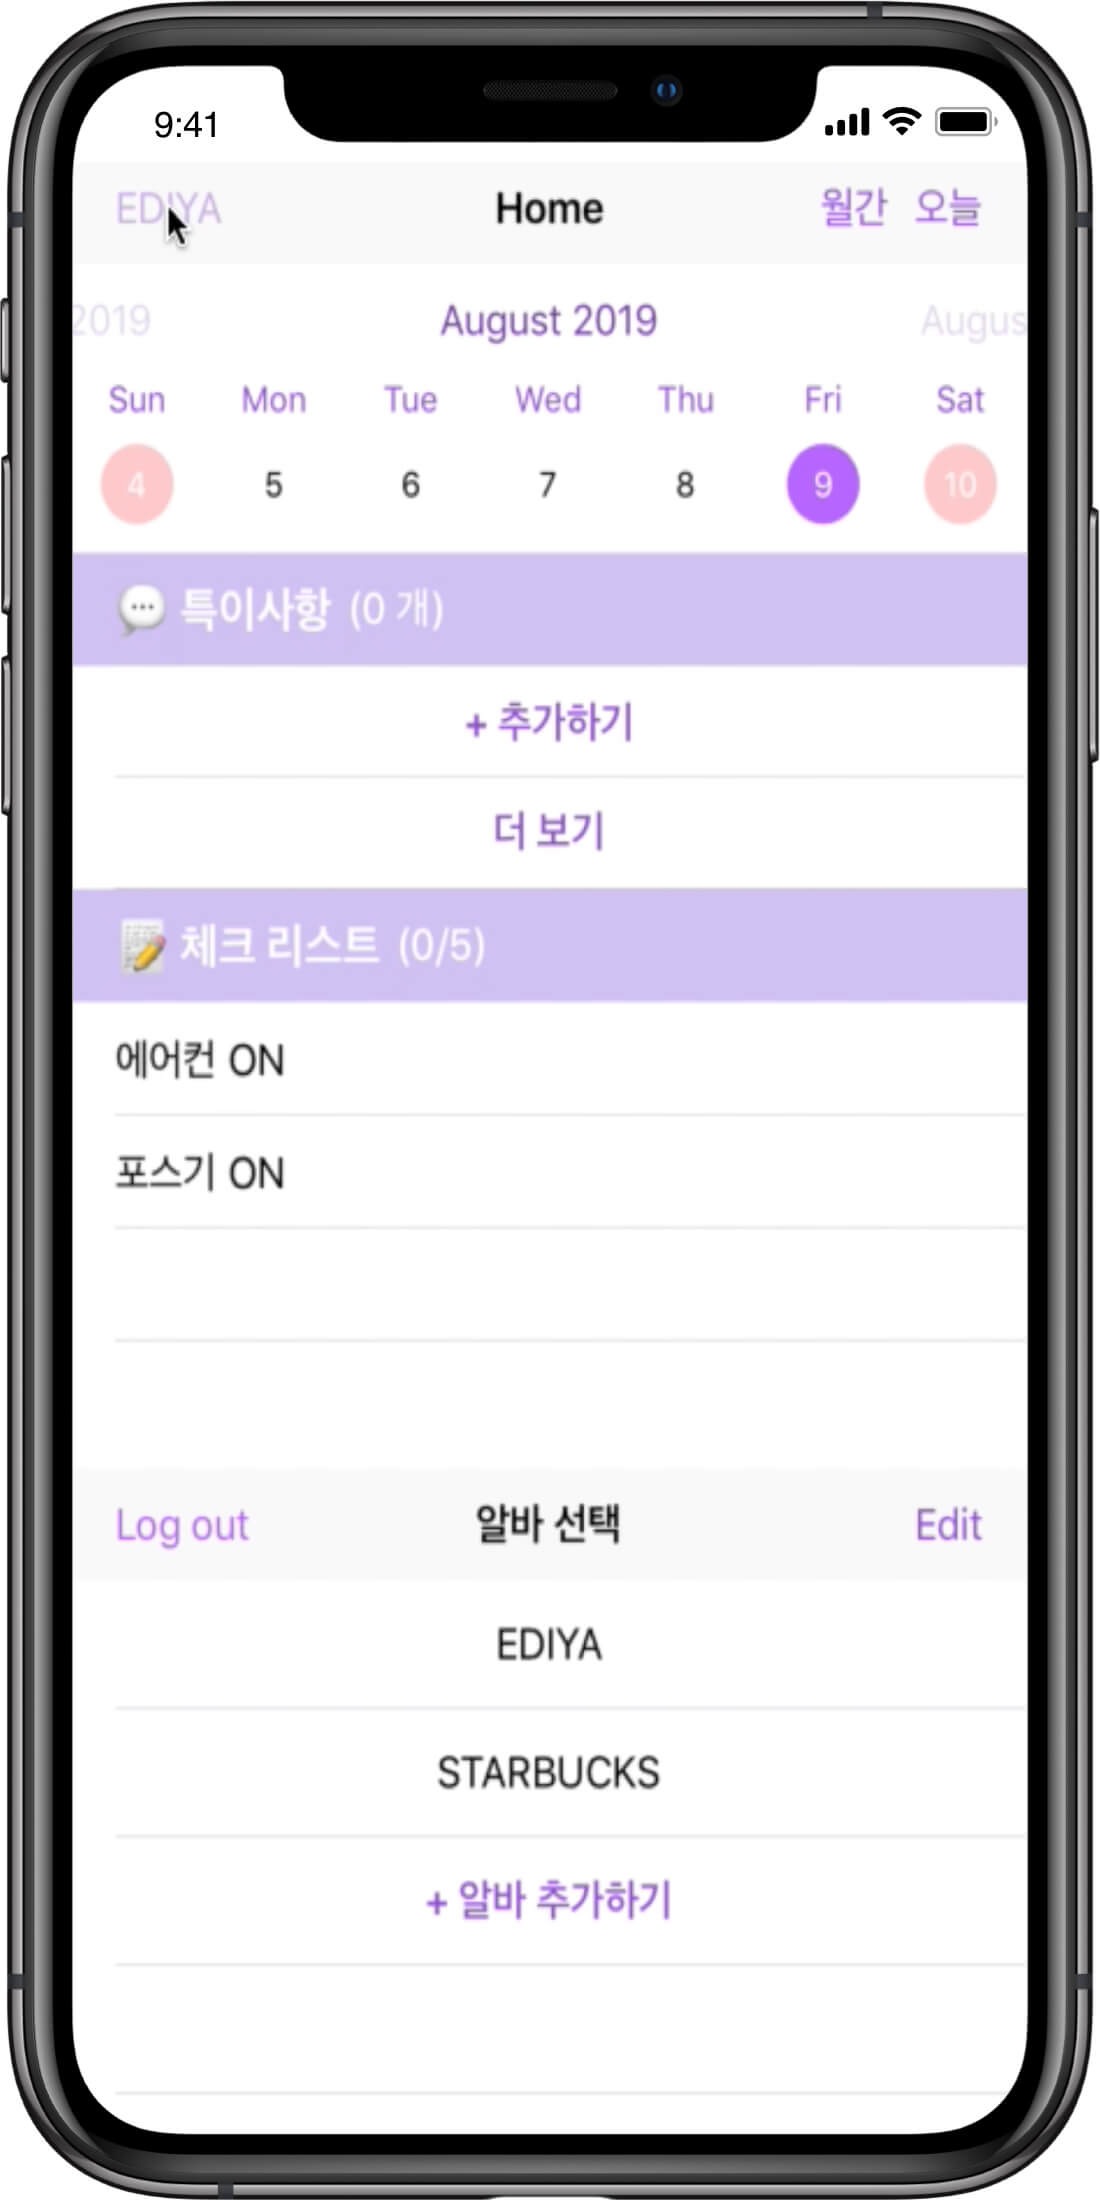 9:41
EDIYA Home 월간 오늘
2019 August 2019 Augus
Sun Mon Tue Wed Thu Fri Sat
4 5 6 7 8 9 10
특이사항 (0 개)
+ 추가하기
더 보기
체크 리스트 (0/5)
에어컨 ON
포스기 ON
Log out 알바 선택 Edit
EDIYA
STARBUCKS
+ 알바 추가하기